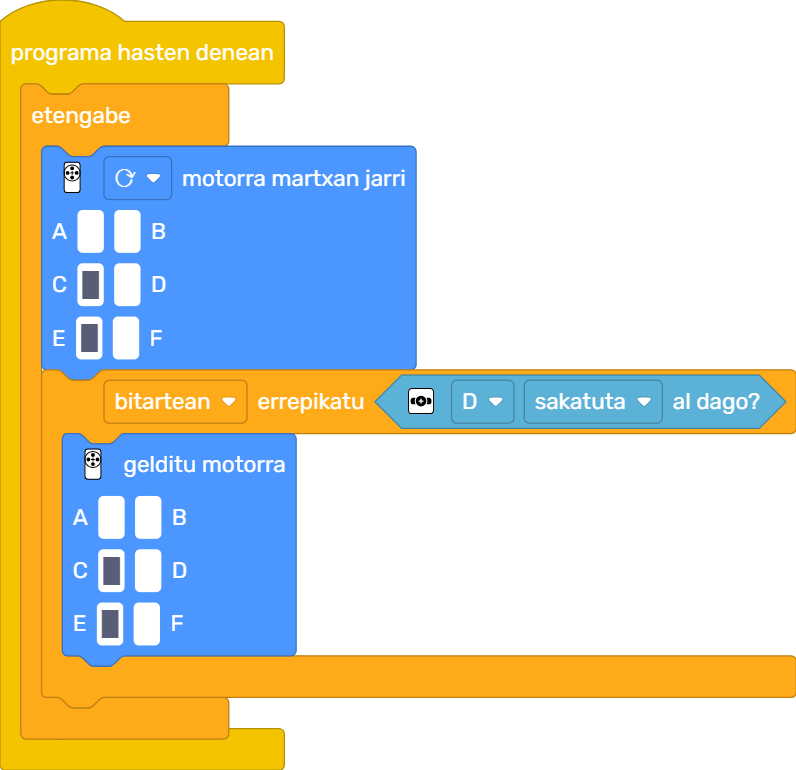 programa hasten denean
etengabe
motorra martxan jarri
A B
C D
E F
bitartean errepikatu D sakatuta al dago?
gelditu motorra
A B
C D
E F